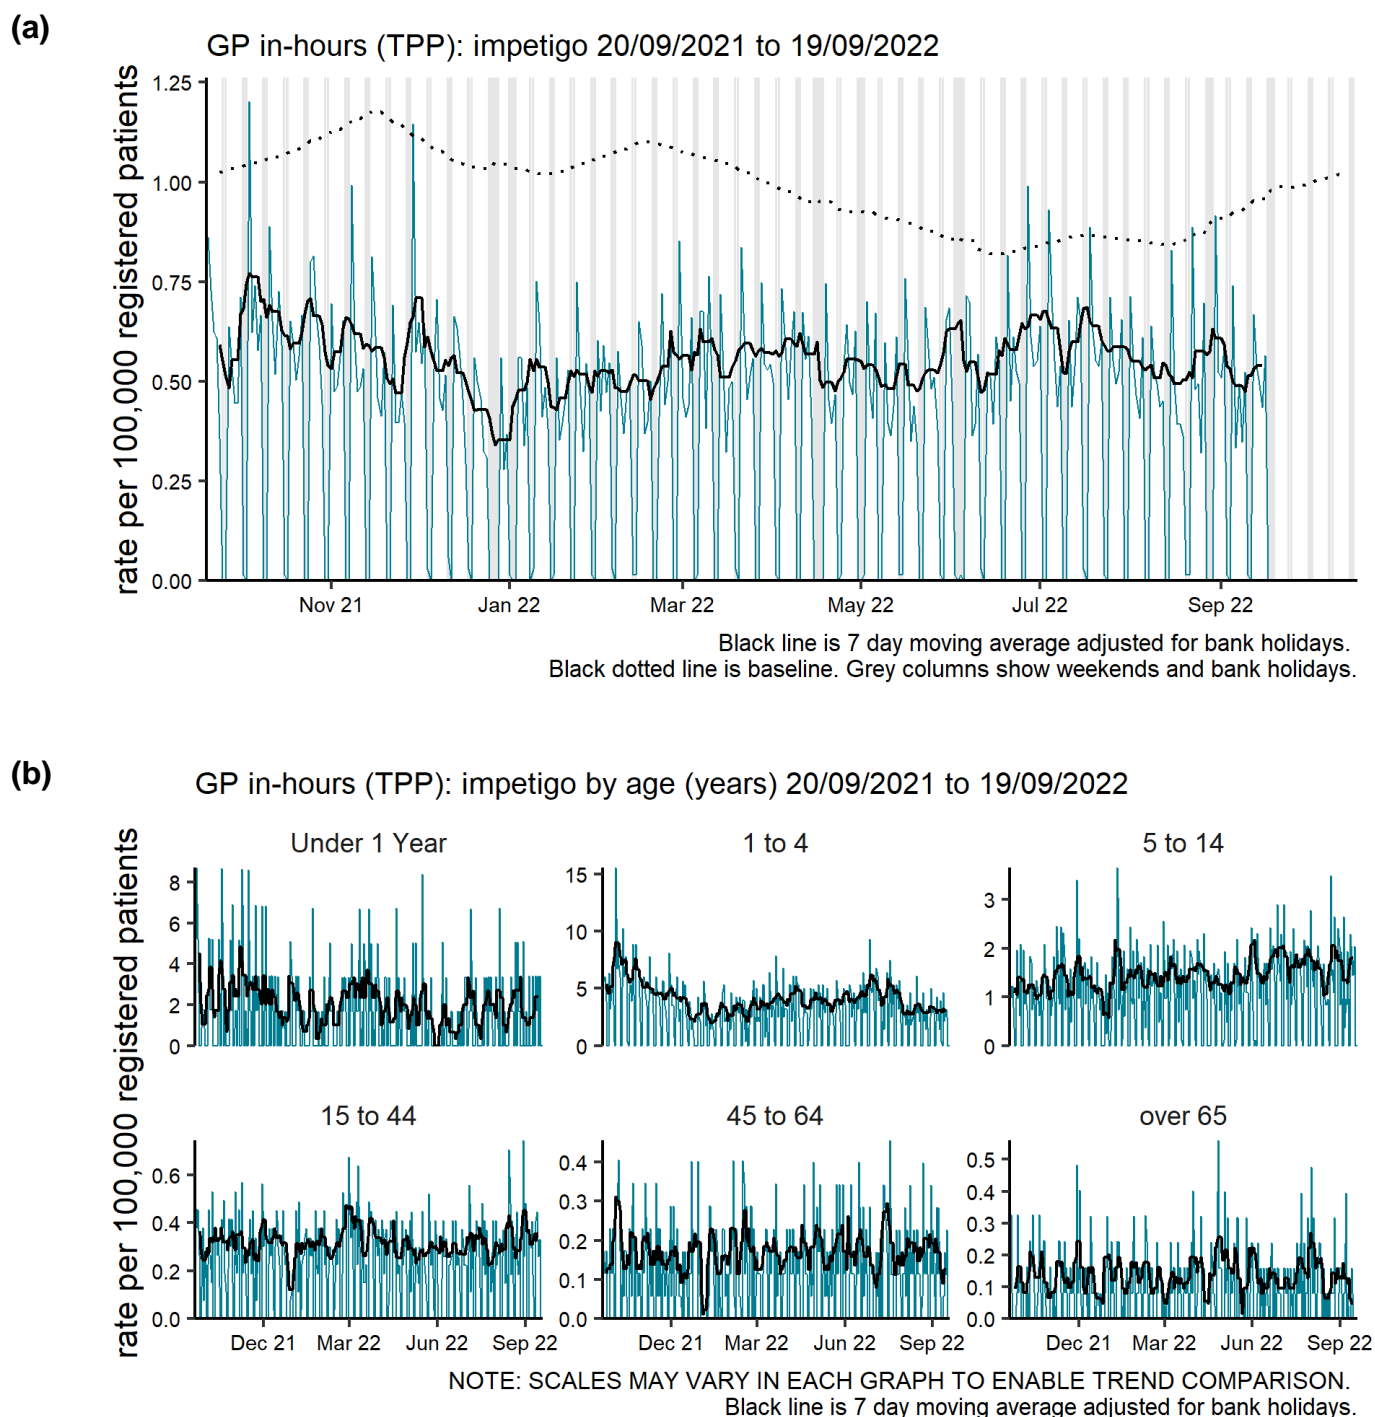 (a)
GP in-hours (TPP): impetigo 20/09/2021 to 19/09/2022
rate per 100,000 registered patients
1.25
1.00
0.75
0.50
0.25
0.00
Nov 21 Jan 22 Mar 22 May 22 Jul 22 Sep 22
Black line is 7 day moving average adjusted for bank holidays.
Black dotted line is baseline. Grey columns show weekends and bank holidays.
(b)
GP in-hours (TPP): impetigo by age (years) 20/09/2021 to 19/09/2022
rate per 100,000 registered patients
Under 1 Year
8
6
4
2
0
1 to 4
15
10
5
0
5 to 14
3
2
1
0
15 to 44
0.6
0.4
0.2
0.0
Dec 21 Mar 22 Jun 22 Sep 22
45 to 64
0.4
0.3
0.2
0.1
0.0
Dec 21 Mar 22 Jun 22 Sep 22
over 65
0.5
0.4
0.3
0.2
0.1
0.0
Dec 21 Mar 22 Jun 22 Sep 22
NOTE: SCALES MAY VARY IN EACH GRAPH TO ENABLE TREND COMPARISON.
Black line is 7 day moving average adjusted for bank holidays.